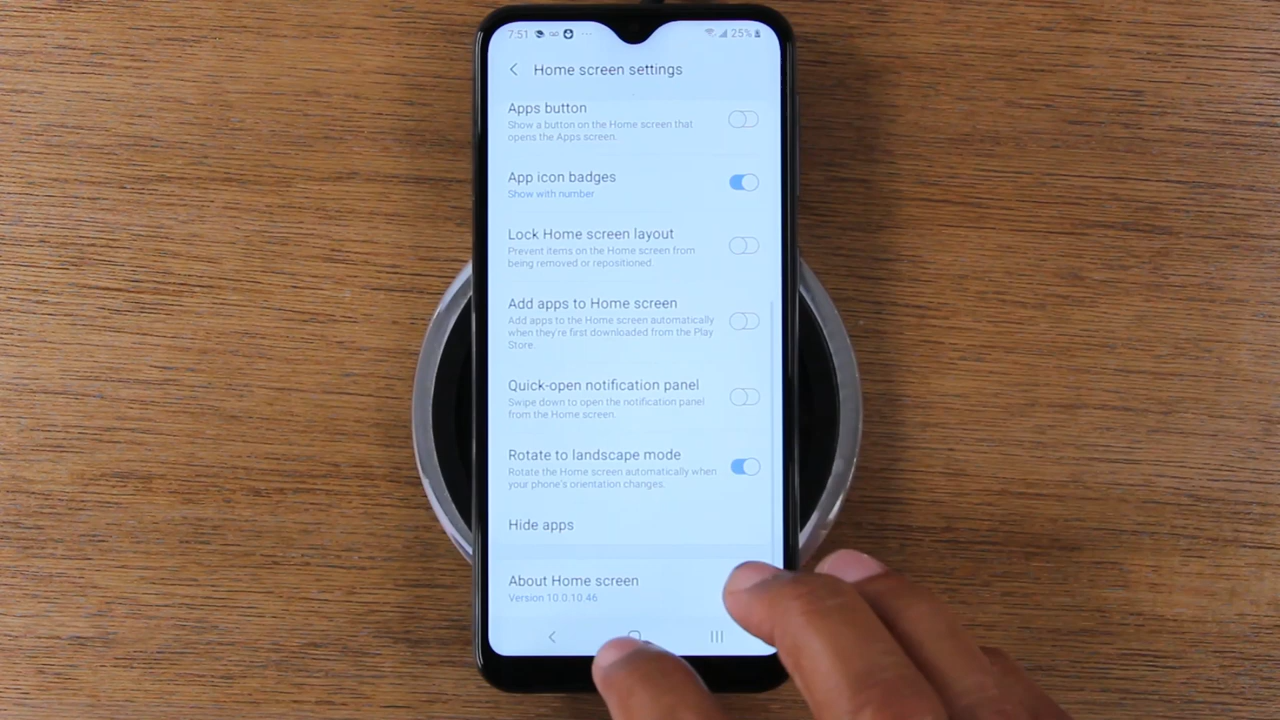 7:51 25%
Home screen settings
Apps button
Show a button on the Home screen that
opens the Apps screen.
App icon badges
Show with number
Lock Home screen layout
Prevent items on the Home screen from
being removed or repositioned.
Add apps to Home screen
Add apps to the Home screen automatically
when they're first downloaded from the Play
Store.
Quick-open notification panel
Swipe down to open the notification panel
from the Home screen.
Rotate to landscape mode
Rotate the Home screen automatically when
your phone's orientation changes.
Hide apps
About Home screen
Version 10.0.10.46